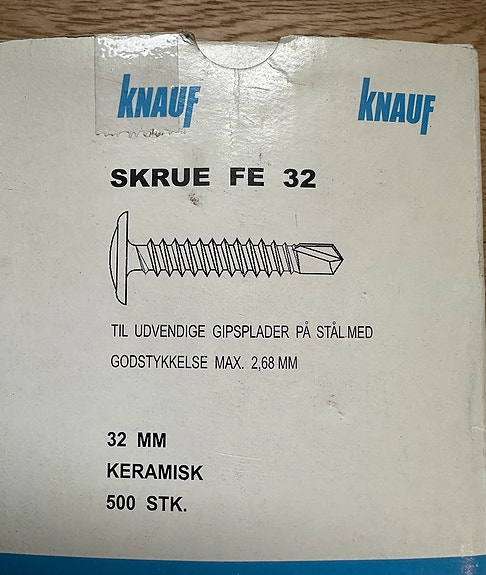 KNAUF KNAUF
SKRUE FE 32
TIL UDVENDIGE GIPSPLADER PÅ STÅL MED
GODSTYKKELSE MAX. 2,68 MM
32 MM
KERAMISK
500 STK.